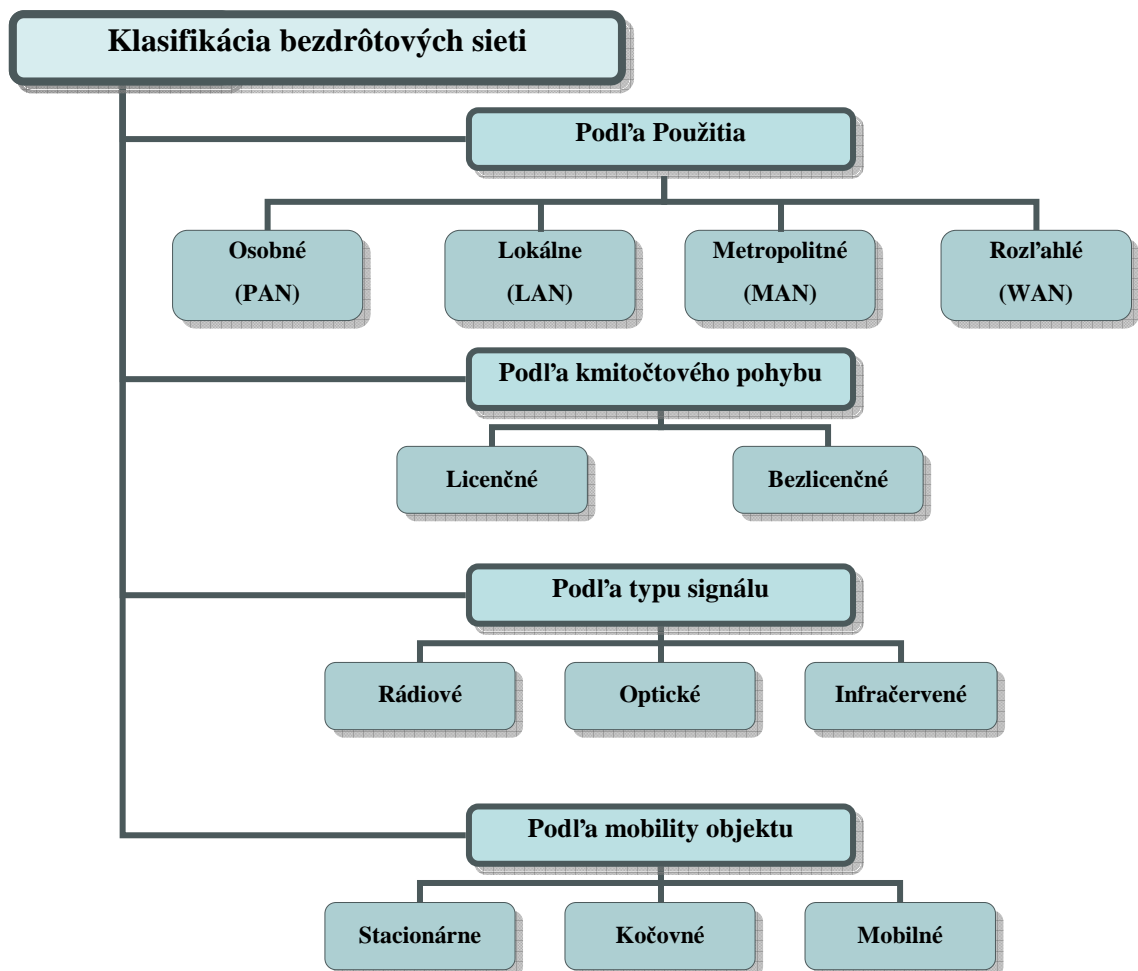 Klasifikácia bezdrôtových sieti
Podľa Použitia
Osobné
(PAN)
Lokálne
(LAN)
Metropolitné
(MAN)
Rozľahlé
(WAN)
Podľa kmitočtového pohybu
Licenčné
Bezlicenčné
Podľa typu signálu
Rádiové
Optické
Infračervené
Podľa mobility objektu
Stacionárne
Kočovné
Mobilné